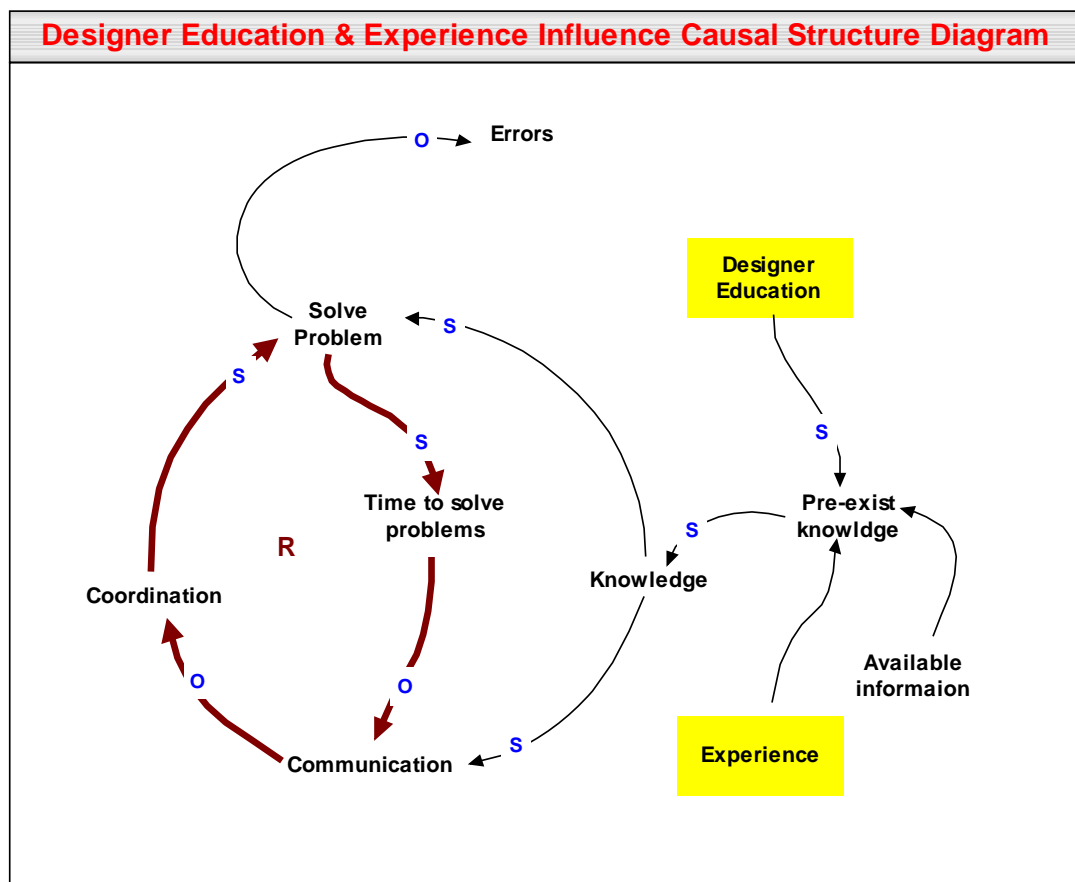 Designer Education & Experience Influence Causal Structure Diagram
O
Errors
Designer
Education
Solve
Problem
S
S
S
S
Time to solve
problems
Pre-exist
knowldge
S
R
Knowledge
Coordination
Available
informaion
O
O
S
Experience
Communication